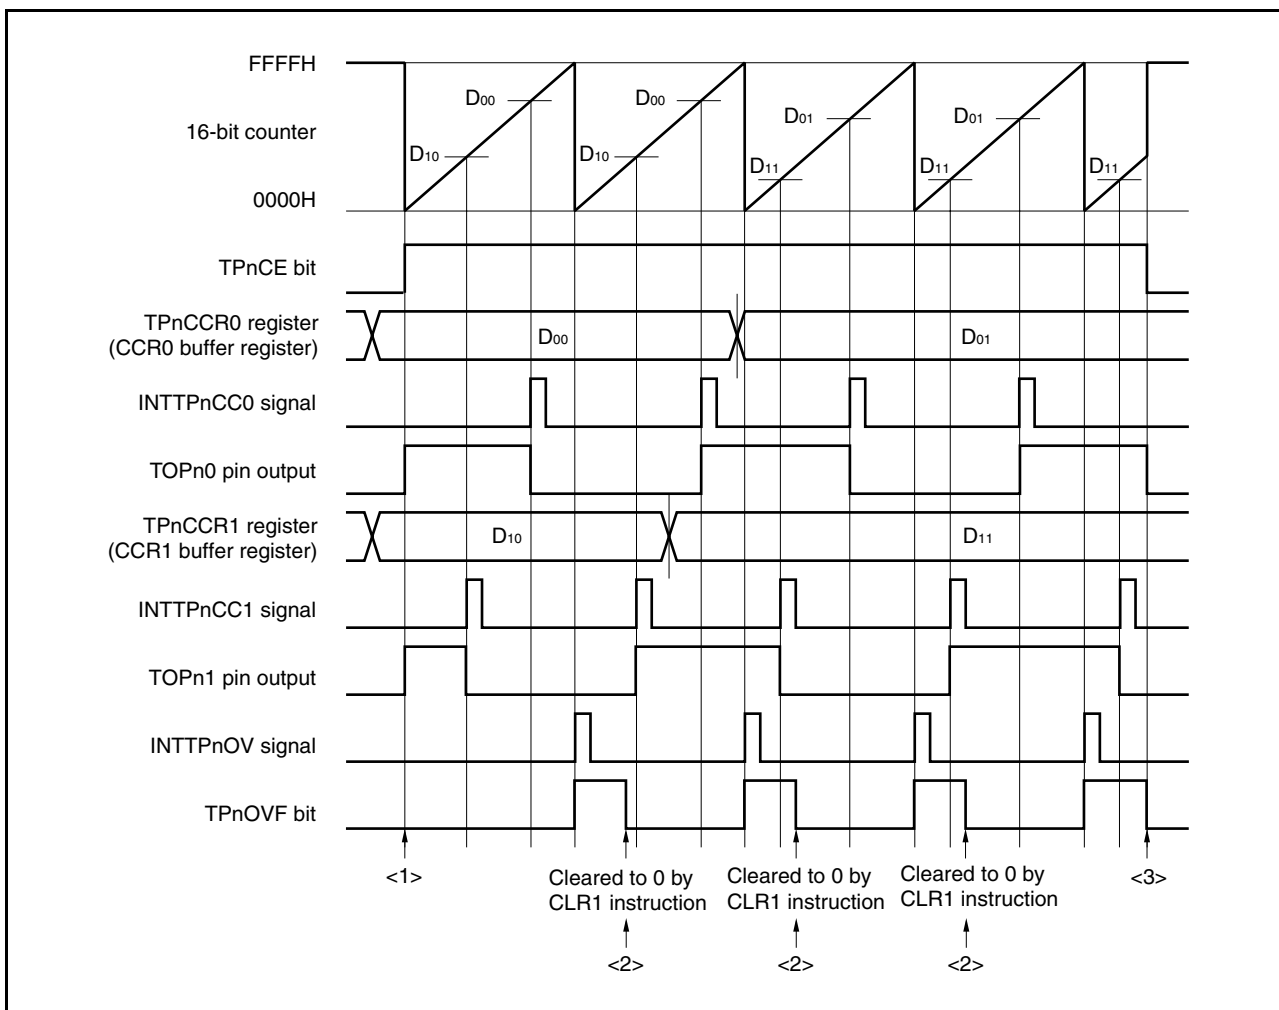 FFFFH
D00
D00
D01
D01
16-bit counter
D10
D10
D11
D11
D11
0000H
TPnCE bit
TPnCCR0 register
(CCR0 buffer register)
D00
D01
INTTPnCC0 signal
TOPn0 pin output
TPnCCR1 register
(CCR1 buffer register)
D10
D11
INTTPnCC1 signal
TOPn1 pin output
INTTPnOV signal
TPnOVF bit
<1>
Cleared to 0 by
CLR1 instruction
<2>
Cleared to 0 by
CLR1 instruction
<2>
Cleared to 0 by
CLR1 instruction
<2>
<3>